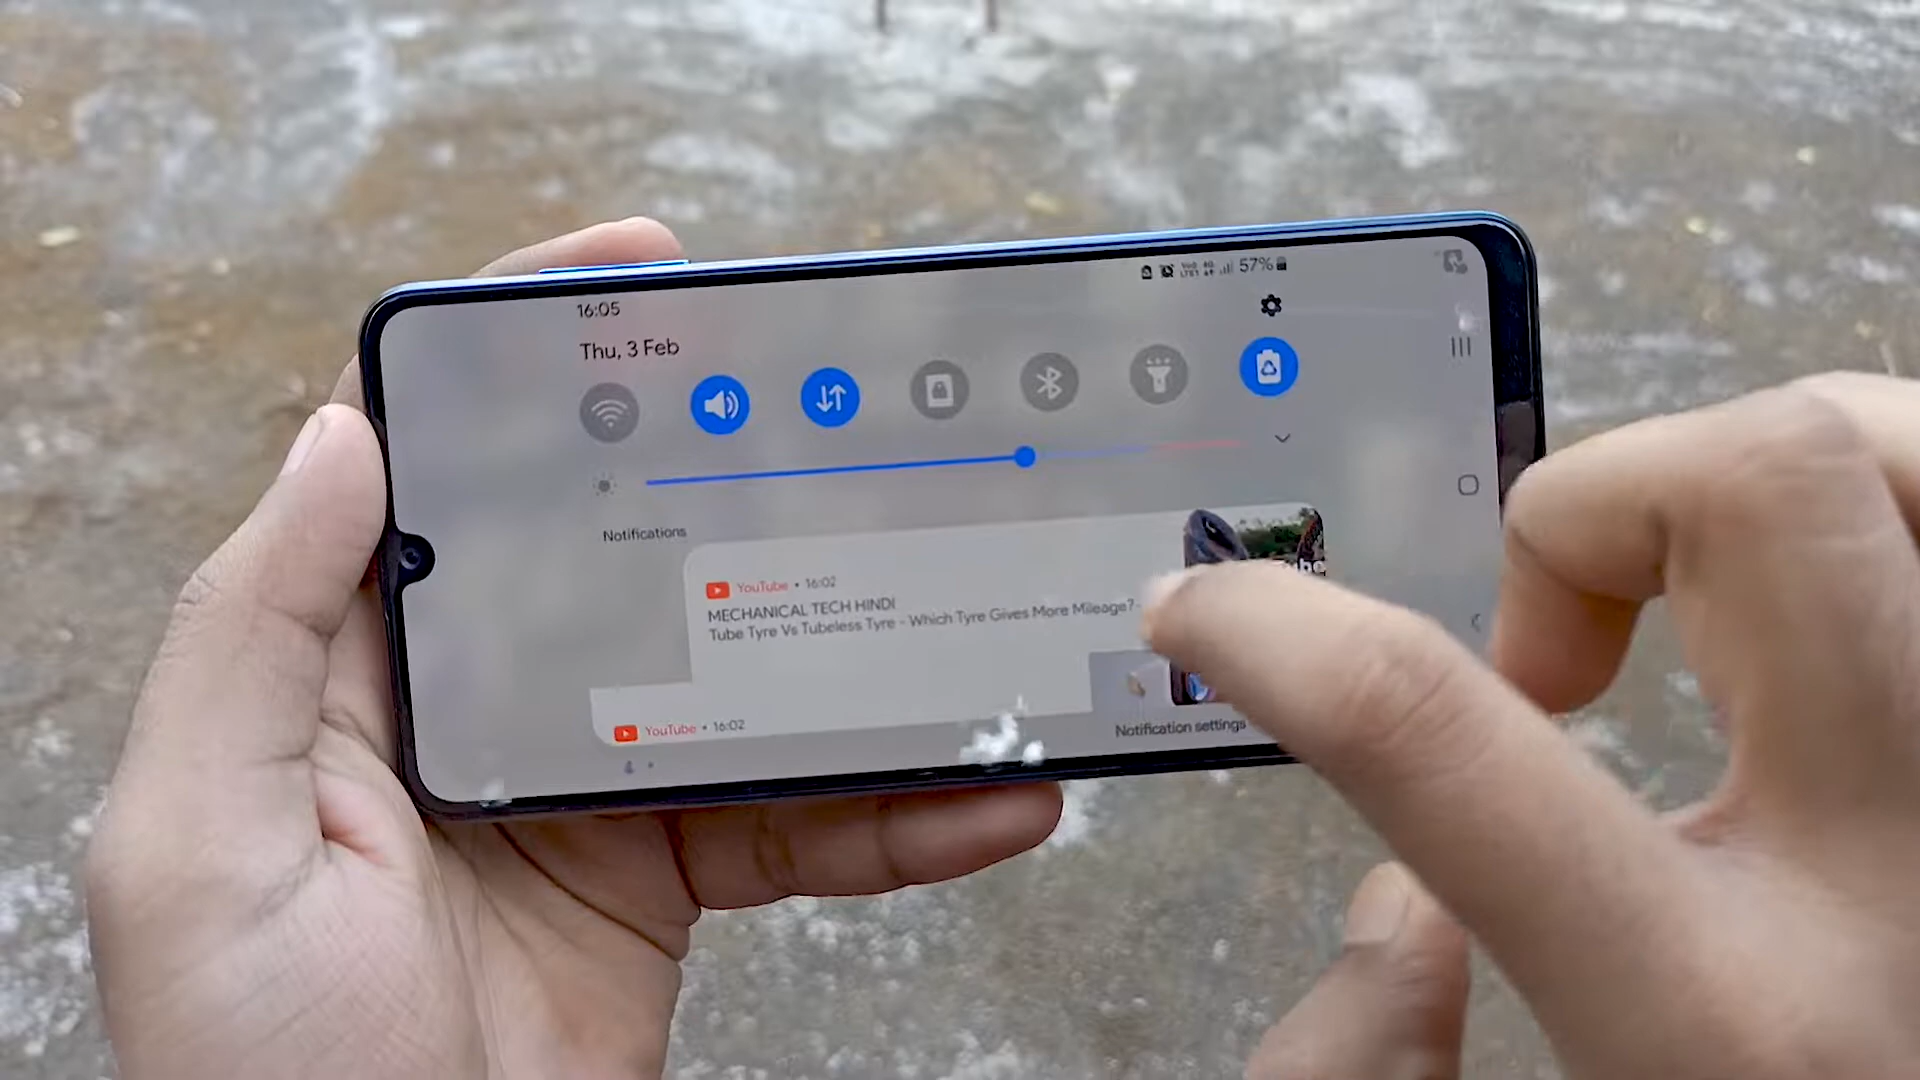 16:05
57%
Thu, 3 Feb
Notifications
YouTube • 16:02
MECHANICAL TECH HINDI
Tube Tyre Vs Tubeless Tyre - Which Tyre Gives More Mileage? -
YouTube • 16:02
Notification settings